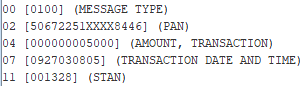 00 [0100] (MESSAGE TYPE)
02 [50672251XXXX8446] (PAN)
04 [000000005000] (AMOUNT, TRANSACTION)
07 [0927030805] (TRANSACTION DATE AND TIME)
11 [001328] (STAN)